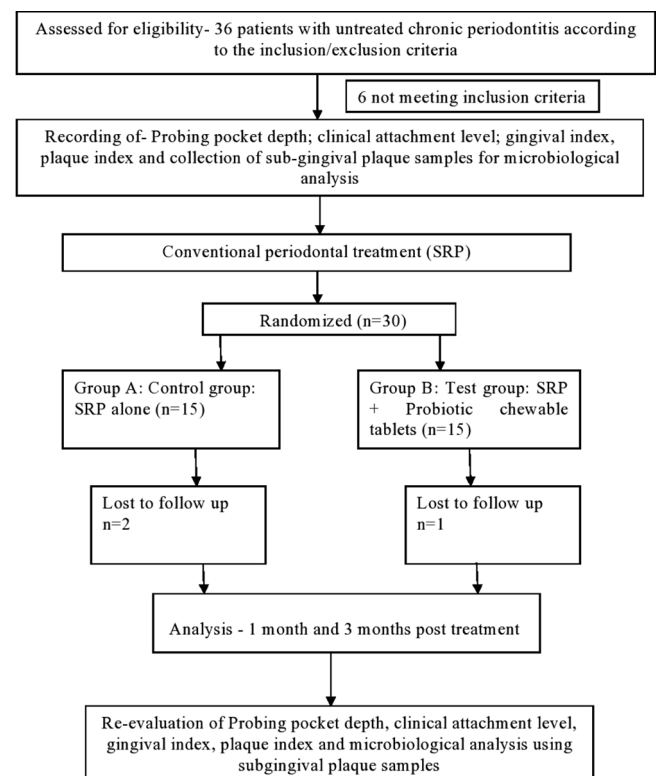 Assessed for eligibility- 36 patients with untreated chronic periodontitis according
to the inclusion/exclusion criteria
6 not meeting inclusion criteria
Recording of- Probing pocket depth; clinical attachment level; gingival index,
plaque index and collection of sub-gingival plaque samples for microbiological
analysis
Conventional periodontal treatment (SRP)
Randomized (n=30)
Group A: Control group:
SRP alone (n=15)
Group B: Test group: SRP
+ Probiotic chewable
tablets (n=15)
Lost to follow up
n=2
Lost to follow up
n=1
Analysis - 1 month and 3 months post treatment
Re-evaluation of Probing pocket depth, clinical attachment level,
gingival index, plaque index and microbiological analysis using
subgingival plaque samples